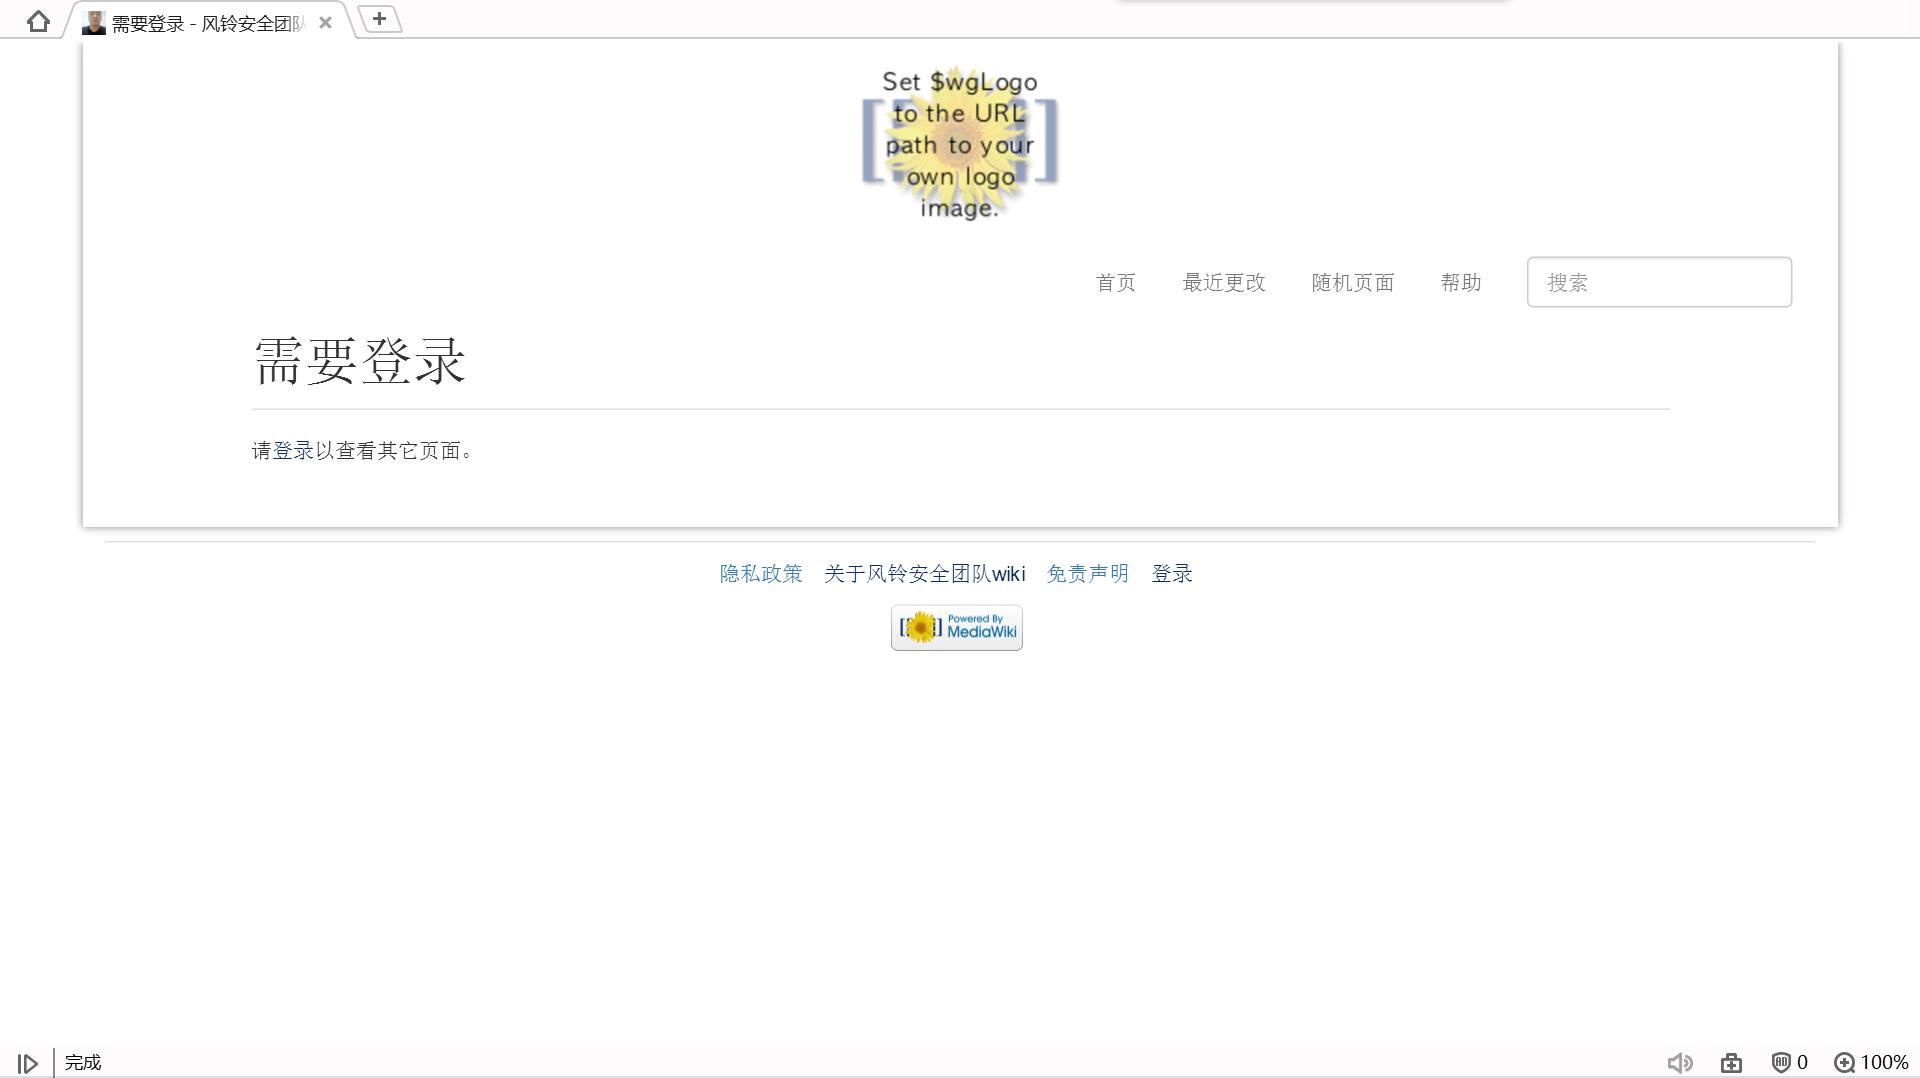 需要登录 - 风铃安全团队
Set $wgLogo
to the URL
path to your
own logo
image.
首页 最近更改 随机页面 帮助 搜索
需要登录
请登录以查看其它页面。
隐私政策 关于风铃安全团队wiki 免责声明 登录
Powered By
MediaWiki
完成 AD 0 100%